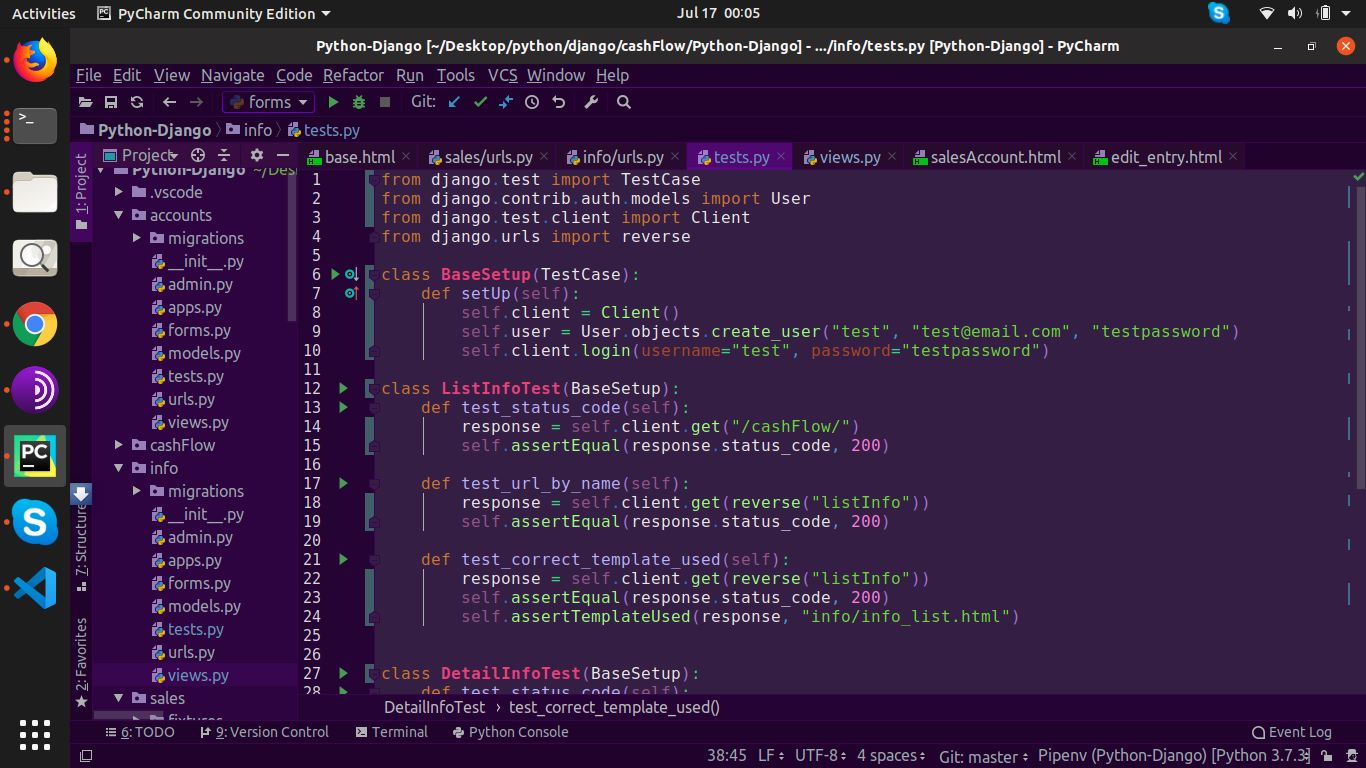 Activities PyCharm Community Edition Jul 17 00:05
Python-Django [~/Desktop/python/django/cashFlow/Python-Django] - .../info/tests.py [Python-Django] - PyCharm
File Edit View Navigate Code Refactor Run Tools VCS Window Help
forms Git:
Python-Django info tests.py
1: Project
7: Structure
2: Favorites
Project
Python-Django
.vscode
accounts
migrations
__init__.py
admin.py
apps.py
forms.py
models.py
tests.py
urls.py
views.py
cashFlow
info
migrations
__init__.py
admin.py
apps.py
forms.py
models.py
tests.py
urls.py
views.py
sales
base.html sales/urls.py info/urls.py tests.py views.py salesAccount.html edit_entry.html
1 from django.test import TestCase
2 from django.contrib.auth.models import User
3 from django.test.client import Client
4 from django.urls import reverse
5
6 class BaseSetup(TestCase):
7     def setUp(self):
8         self.client = Client()
9         self.user = User.objects.create_user("test", "test@email.com", "testpassword")
10         self.client.login(username="test", password="testpassword")
11
12 class ListInfoTest(BaseSetup):
13     def test_status_code(self):
14         response = self.client.get("/cashFlow/")
15         self.assertEqual(response.status_code, 200)
16
17     def test_url_by_name(self):
18         response = self.client.get(reverse("listInfo"))
19         self.assertEqual(response.status_code, 200)
20
21     def test_correct_template_used(self):
22         response = self.client.get(reverse("listInfo"))
23         self.assertEqual(response.status_code, 200)
24         self.assertTemplateUsed(response, "info/info_list.html")
25
26
27 class DetailInfoTest(BaseSetup):
28     def test_status_code(self):
DetailInfoTest › test_correct_template_used()
6: TODO 9: Version Control Terminal Python Console Event Log
38:45 LF UTF-8 4 spaces Git: master Pipenv (Python-Django) [Python 3.7.3]